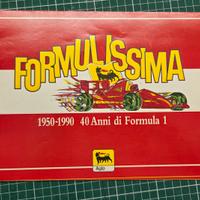 FORMULISSIMA
1950-1990 40 Anni di Formula 1
Agip